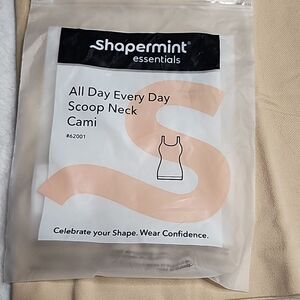 Shapermint
essentials
All Day Every Day
Scoop Neck
Cami
#62001
Celebrate your Shape. Wear Confidence.